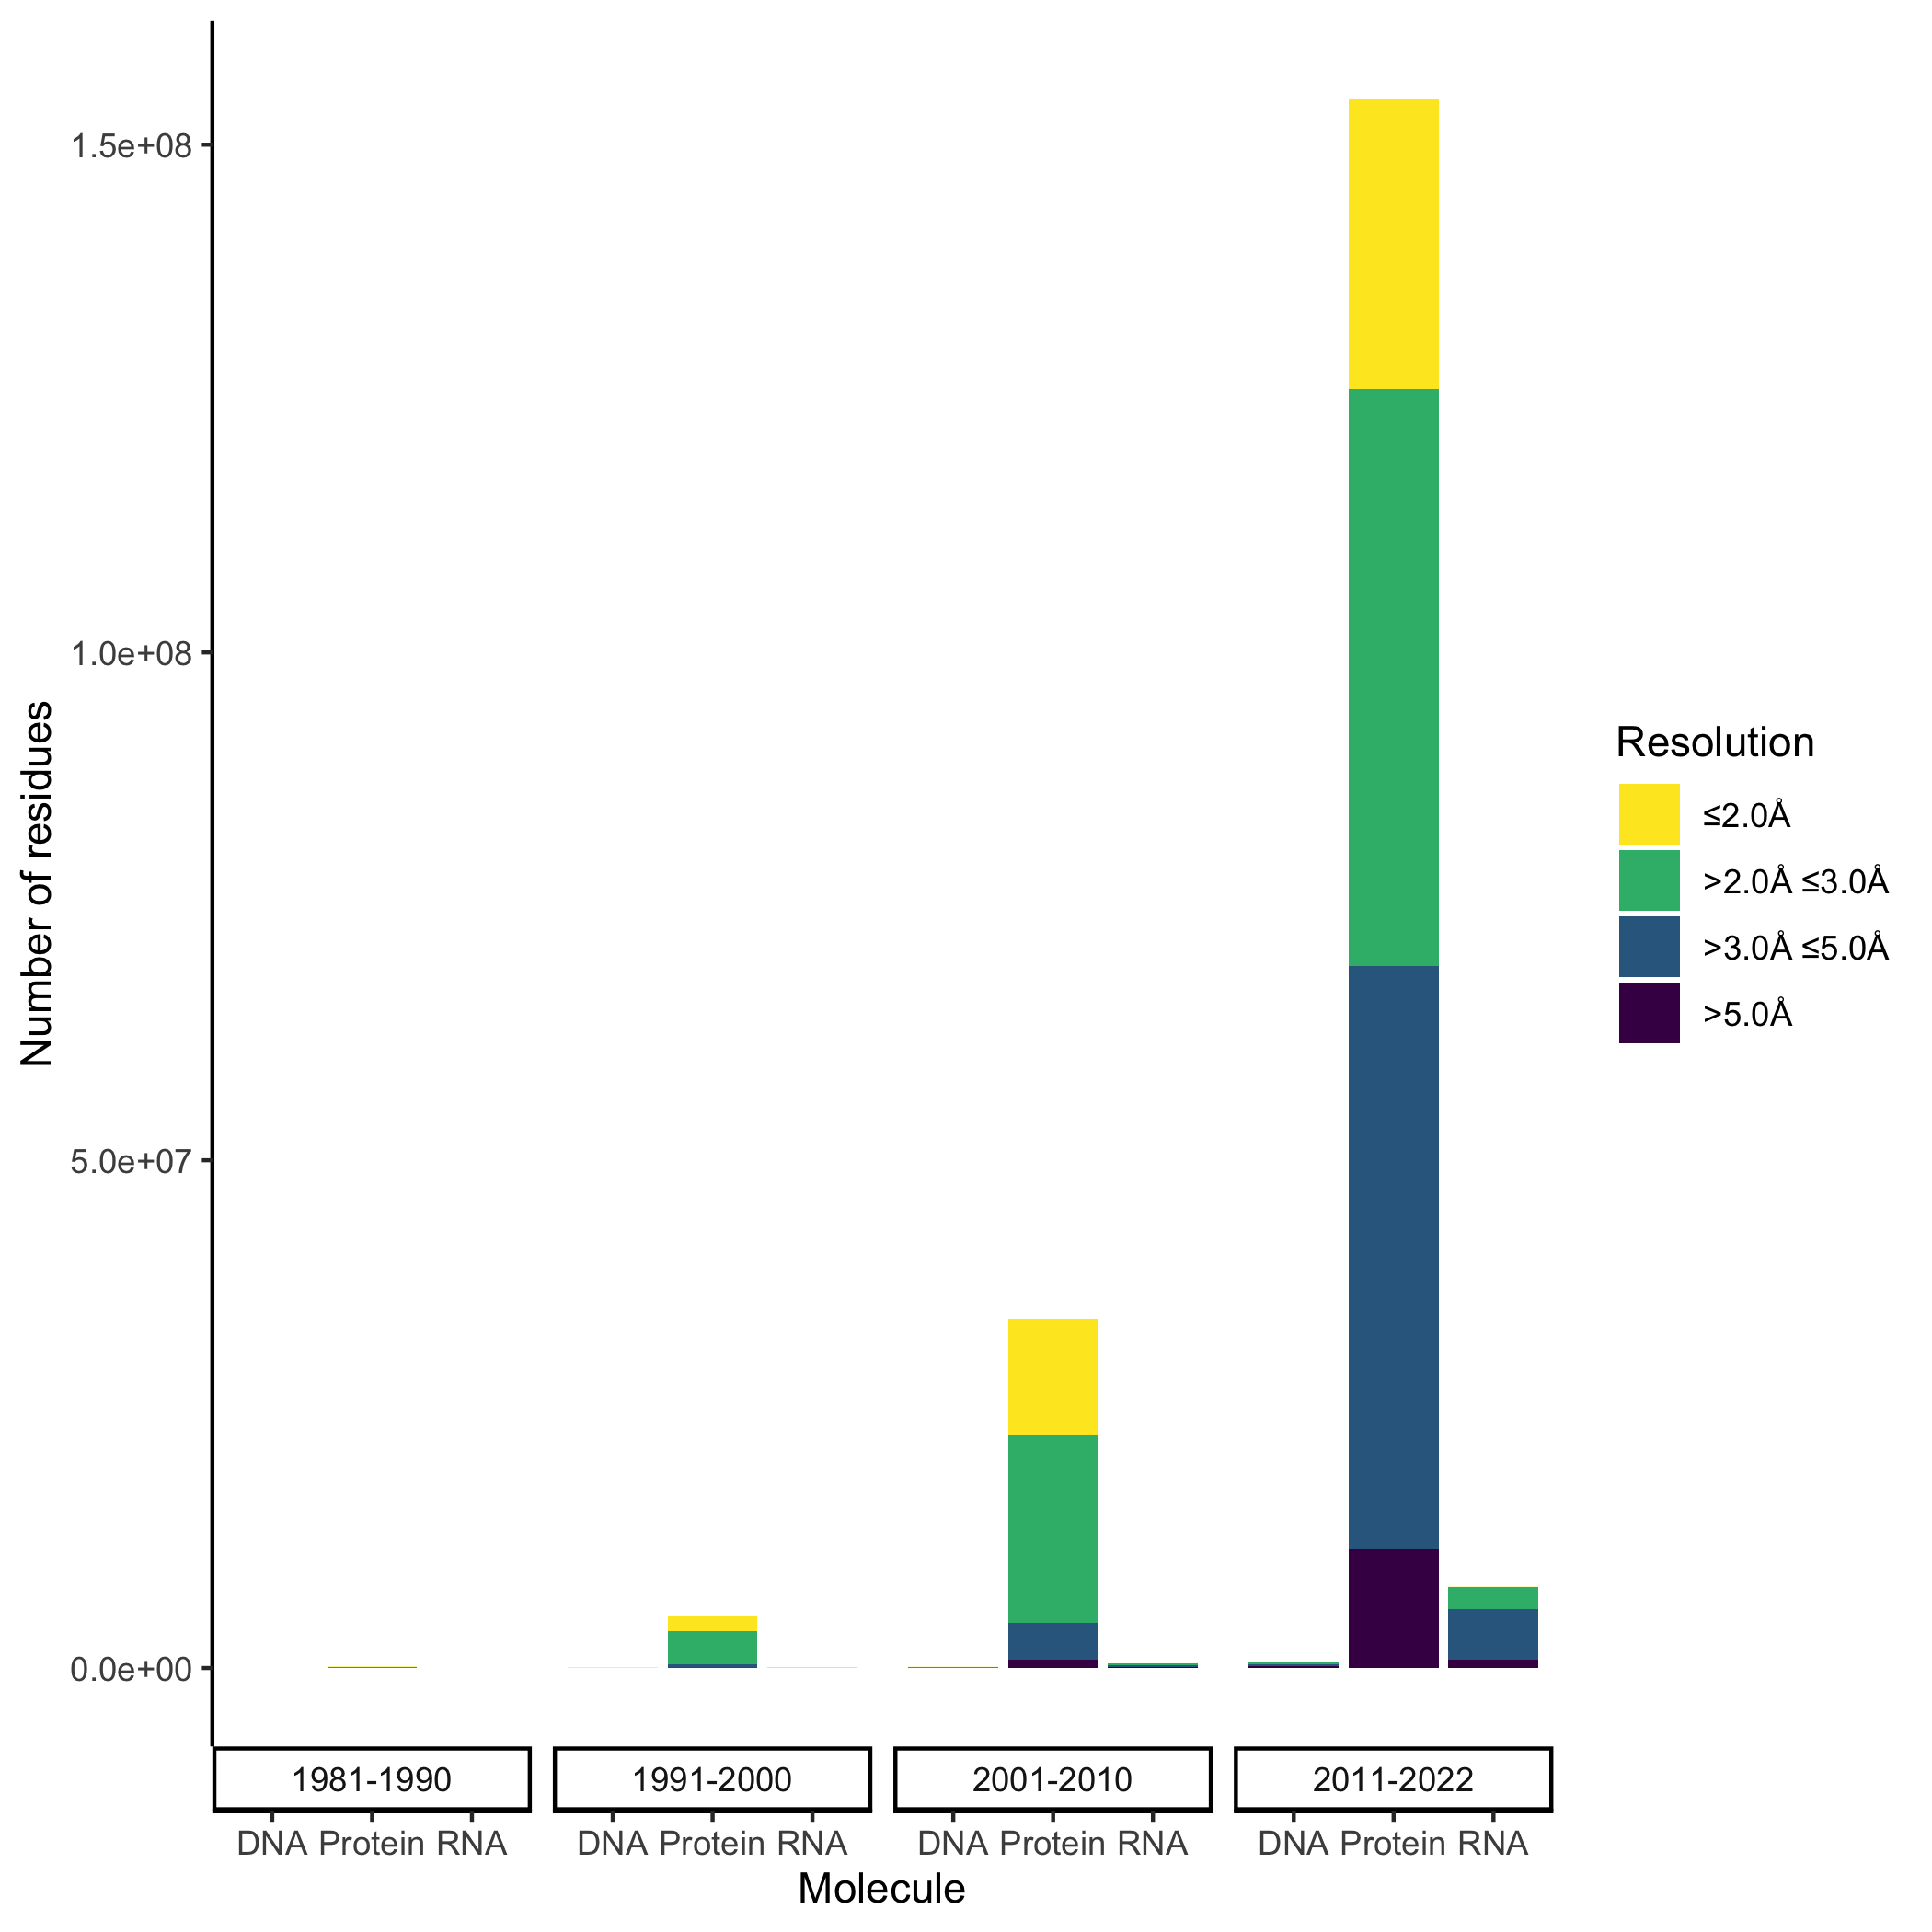 Number of residues
1.5e+08
1.0e+08
5.0e+07
0.0e+00
1981-1990
1991-2000
2001-2010
2011-2022
DNA Protein RNA
DNA Protein RNA
DNA Protein RNA
DNA Protein RNA
Molecule
Resolution
≤2.0Å
>2.0Å ≤3.0Å
>3.0Å ≤5.0Å
>5.0Å